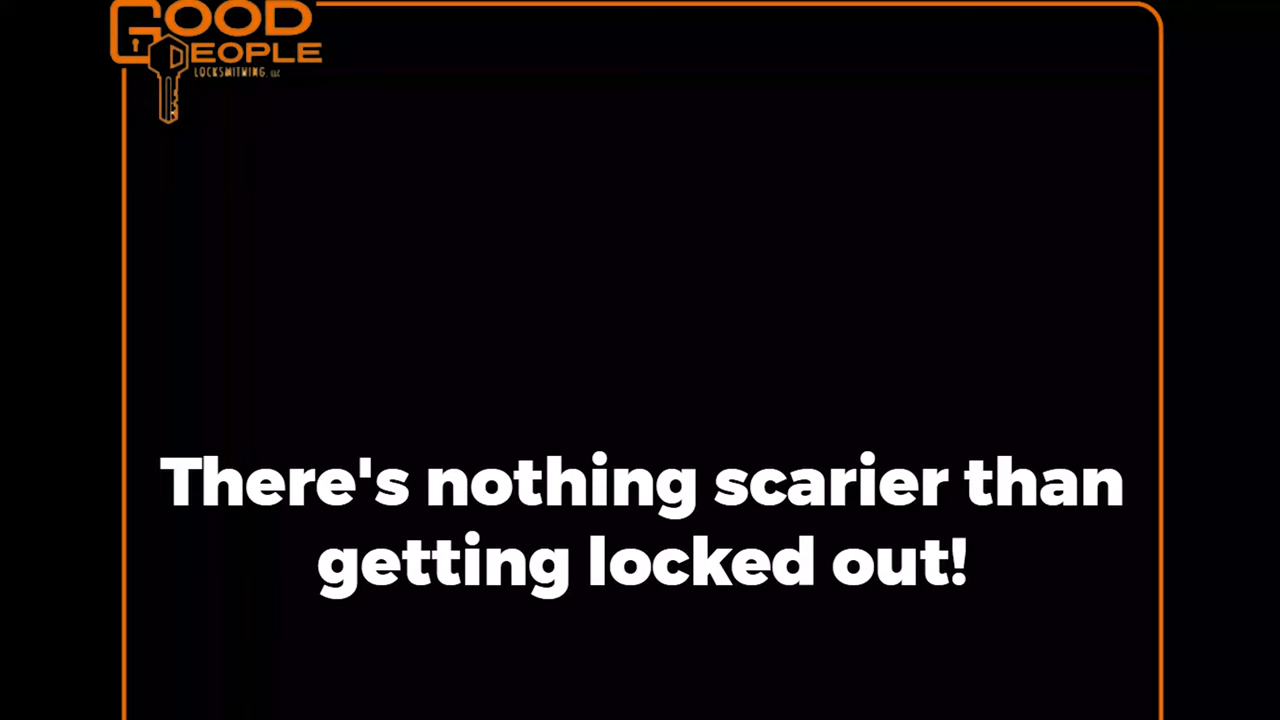 GOOD
PEOPLE
LOCKSMITHING, LLC
There's nothing scarier than
getting locked out!